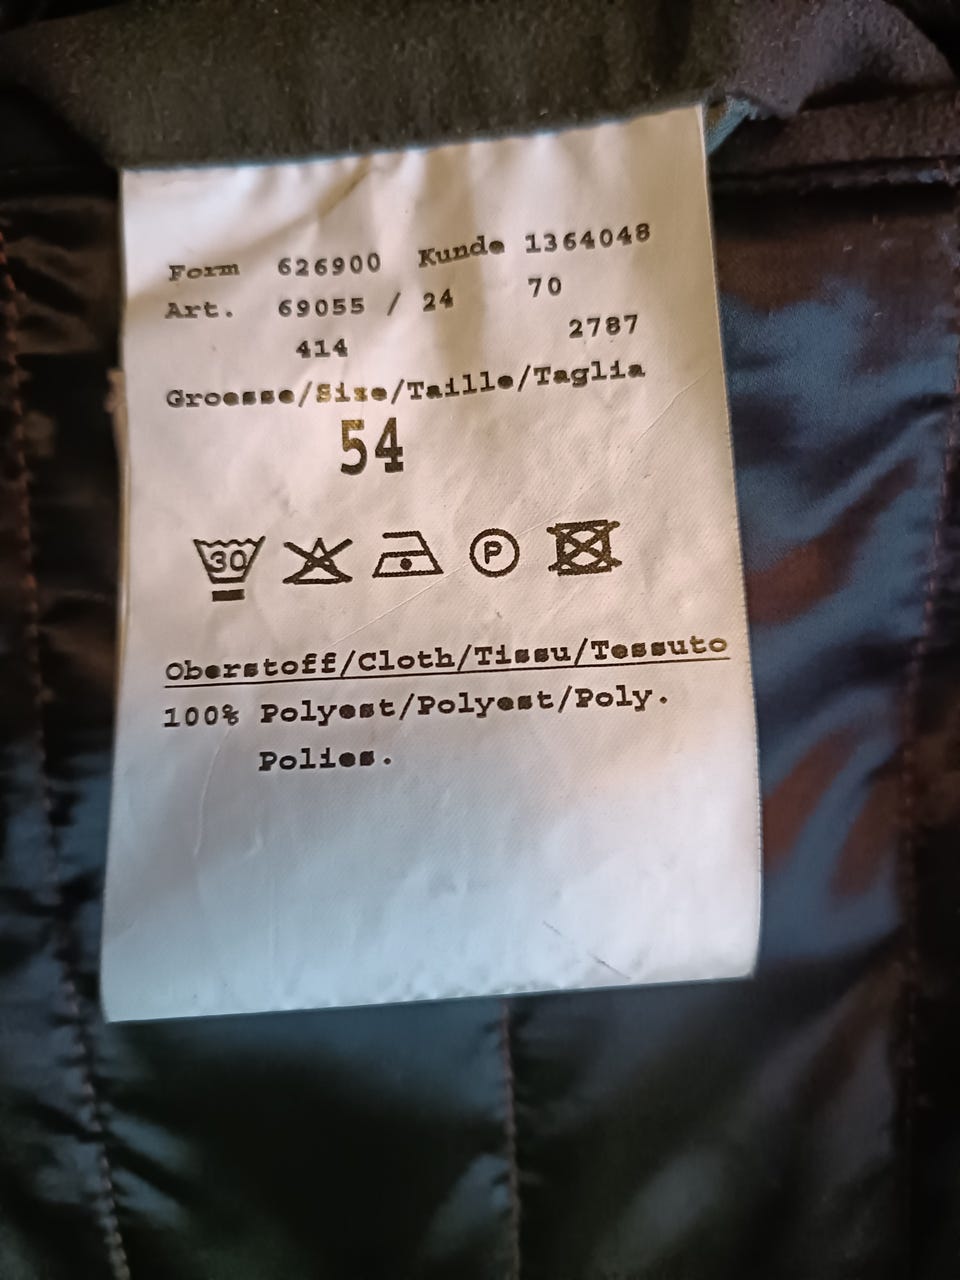 Form 626900 Kunde 1364048
Art. 69055 / 24 70
414 2787
Groesse/Size/Taille/Taglia
54
30 P
Oberstoff/Cloth/Tissu/Tessuto
100% Polyest/Polyest/Poly.
Polies.